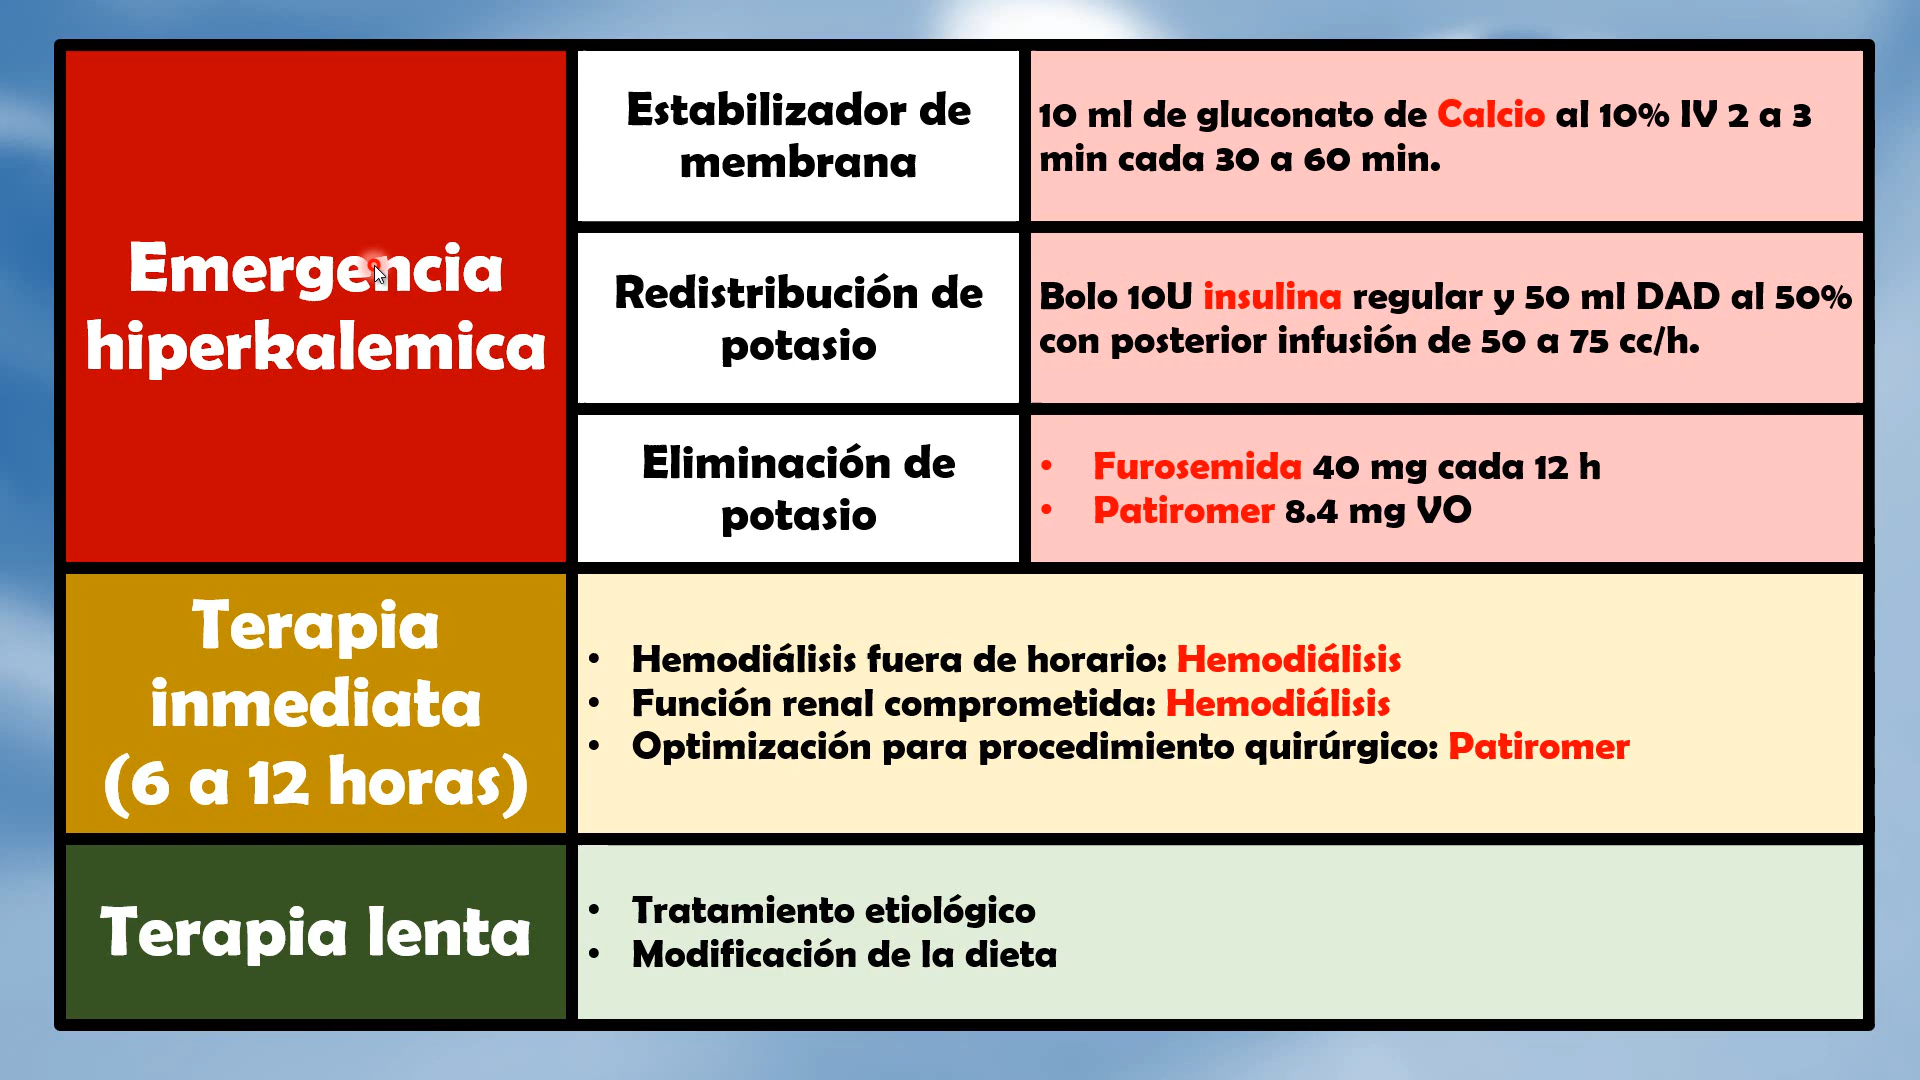 Emergencia
hiperkalemica
Estabilizador de
membrana
10 ml de gluconato de Calcio al 10% IV 2 a 3
min cada 30 a 60 min.
Redistribución de
potasio
Bolo 10U insulina regular y 50 ml DAD al 50%
con posterior infusión de 50 a 75 cc/h.
Eliminación de
potasio
• Furosemida 40 mg cada 12 h
• Patiromer 8.4 mg VO
Terapia
inmediata
(6 a 12 horas)
• Hemodiálisis fuera de horario: Hemodiálisis
• Función renal comprometida: Hemodiálisis
• Optimización para procedimiento quirúrgico: Patiromer
Terapia lenta
• Tratamiento etiológico
• Modificación de la dieta